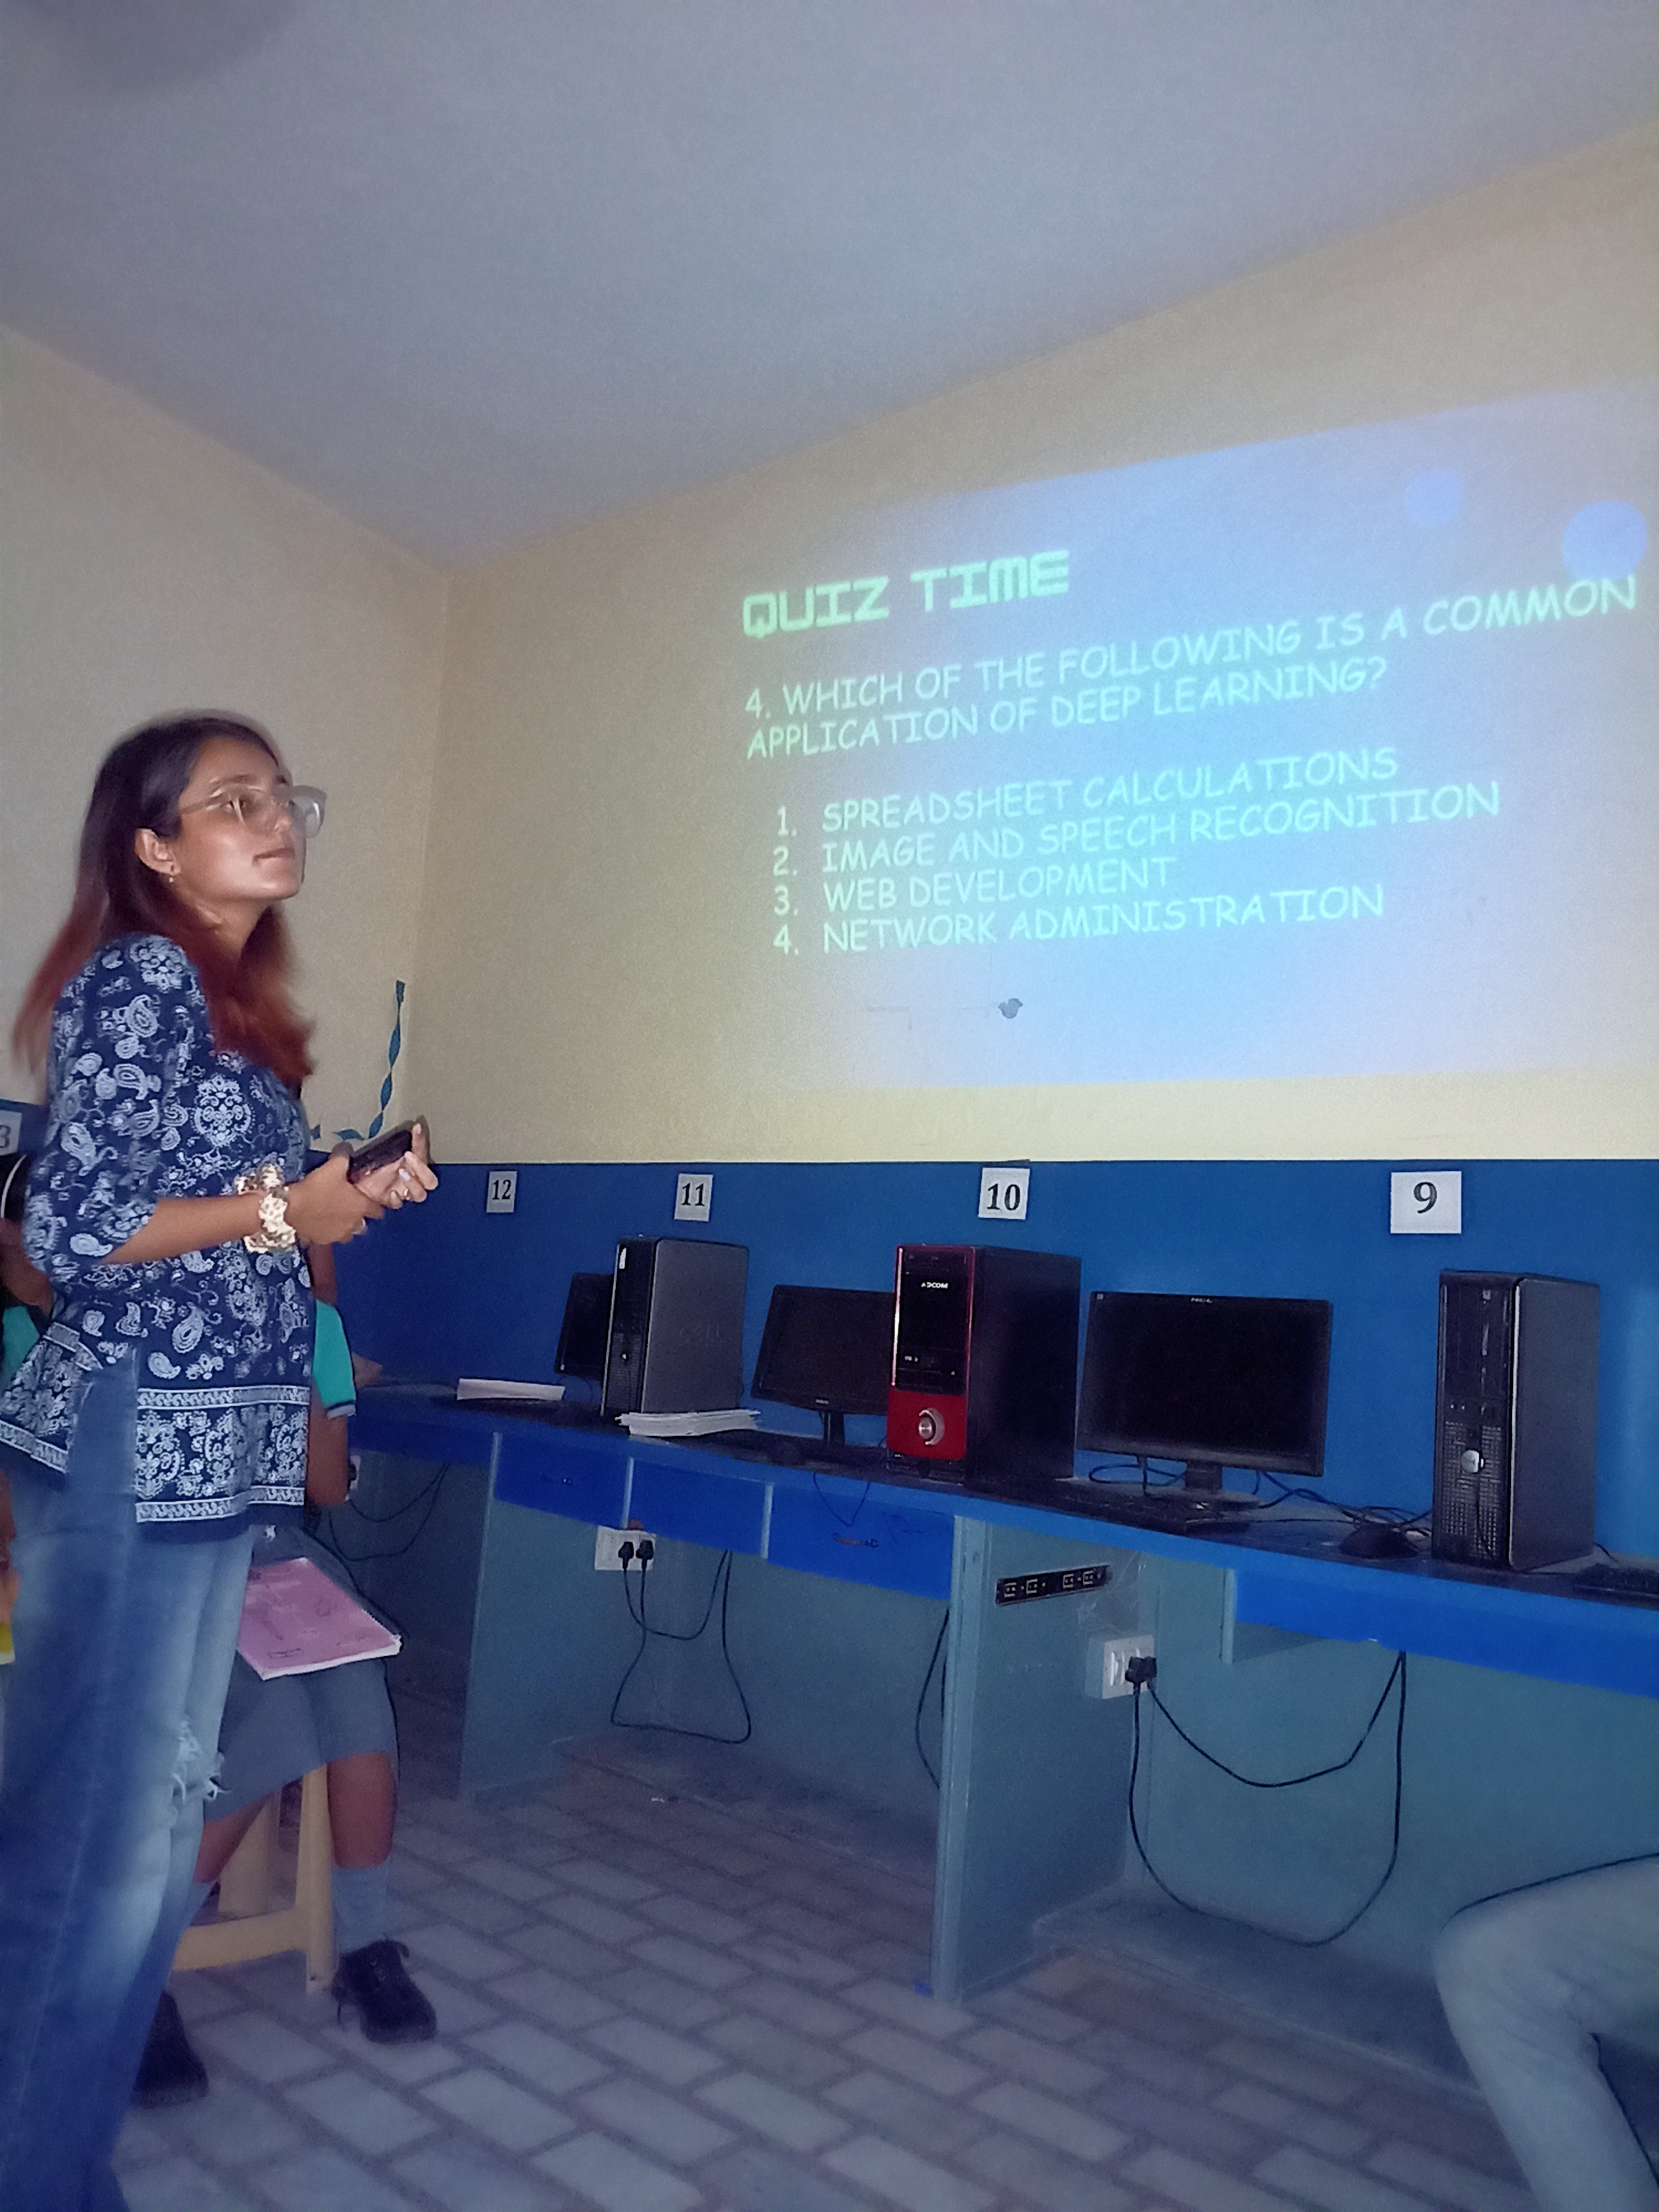 QUIZ TIME
4. WHICH OF THE FOLLOWING IS A COMMON
APPLICATION OF DEEP LEARNING?
1. SPREADSHEET CALCULATIONS
2. IMAGE AND SPEECH RECOGNITION
3. WEB DEVELOPMENT
4. NETWORK ADMINISTRATION
12
11
10
9
ADCOM